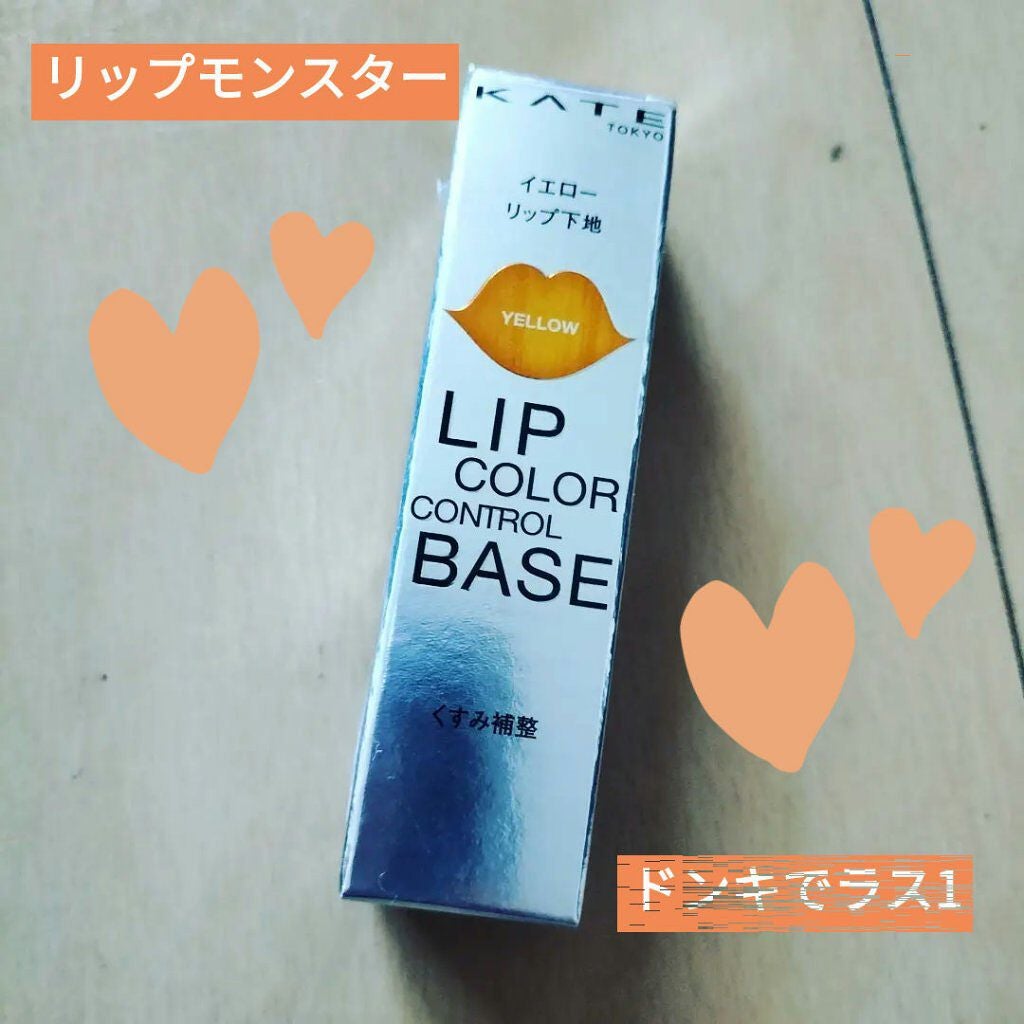 リップモンスター
KATE
TOKYO
イエロー
リップ下地
YELLOW
LIP
COLOR
CONTROL
BASE
くすみ補整
ドンキでラス1